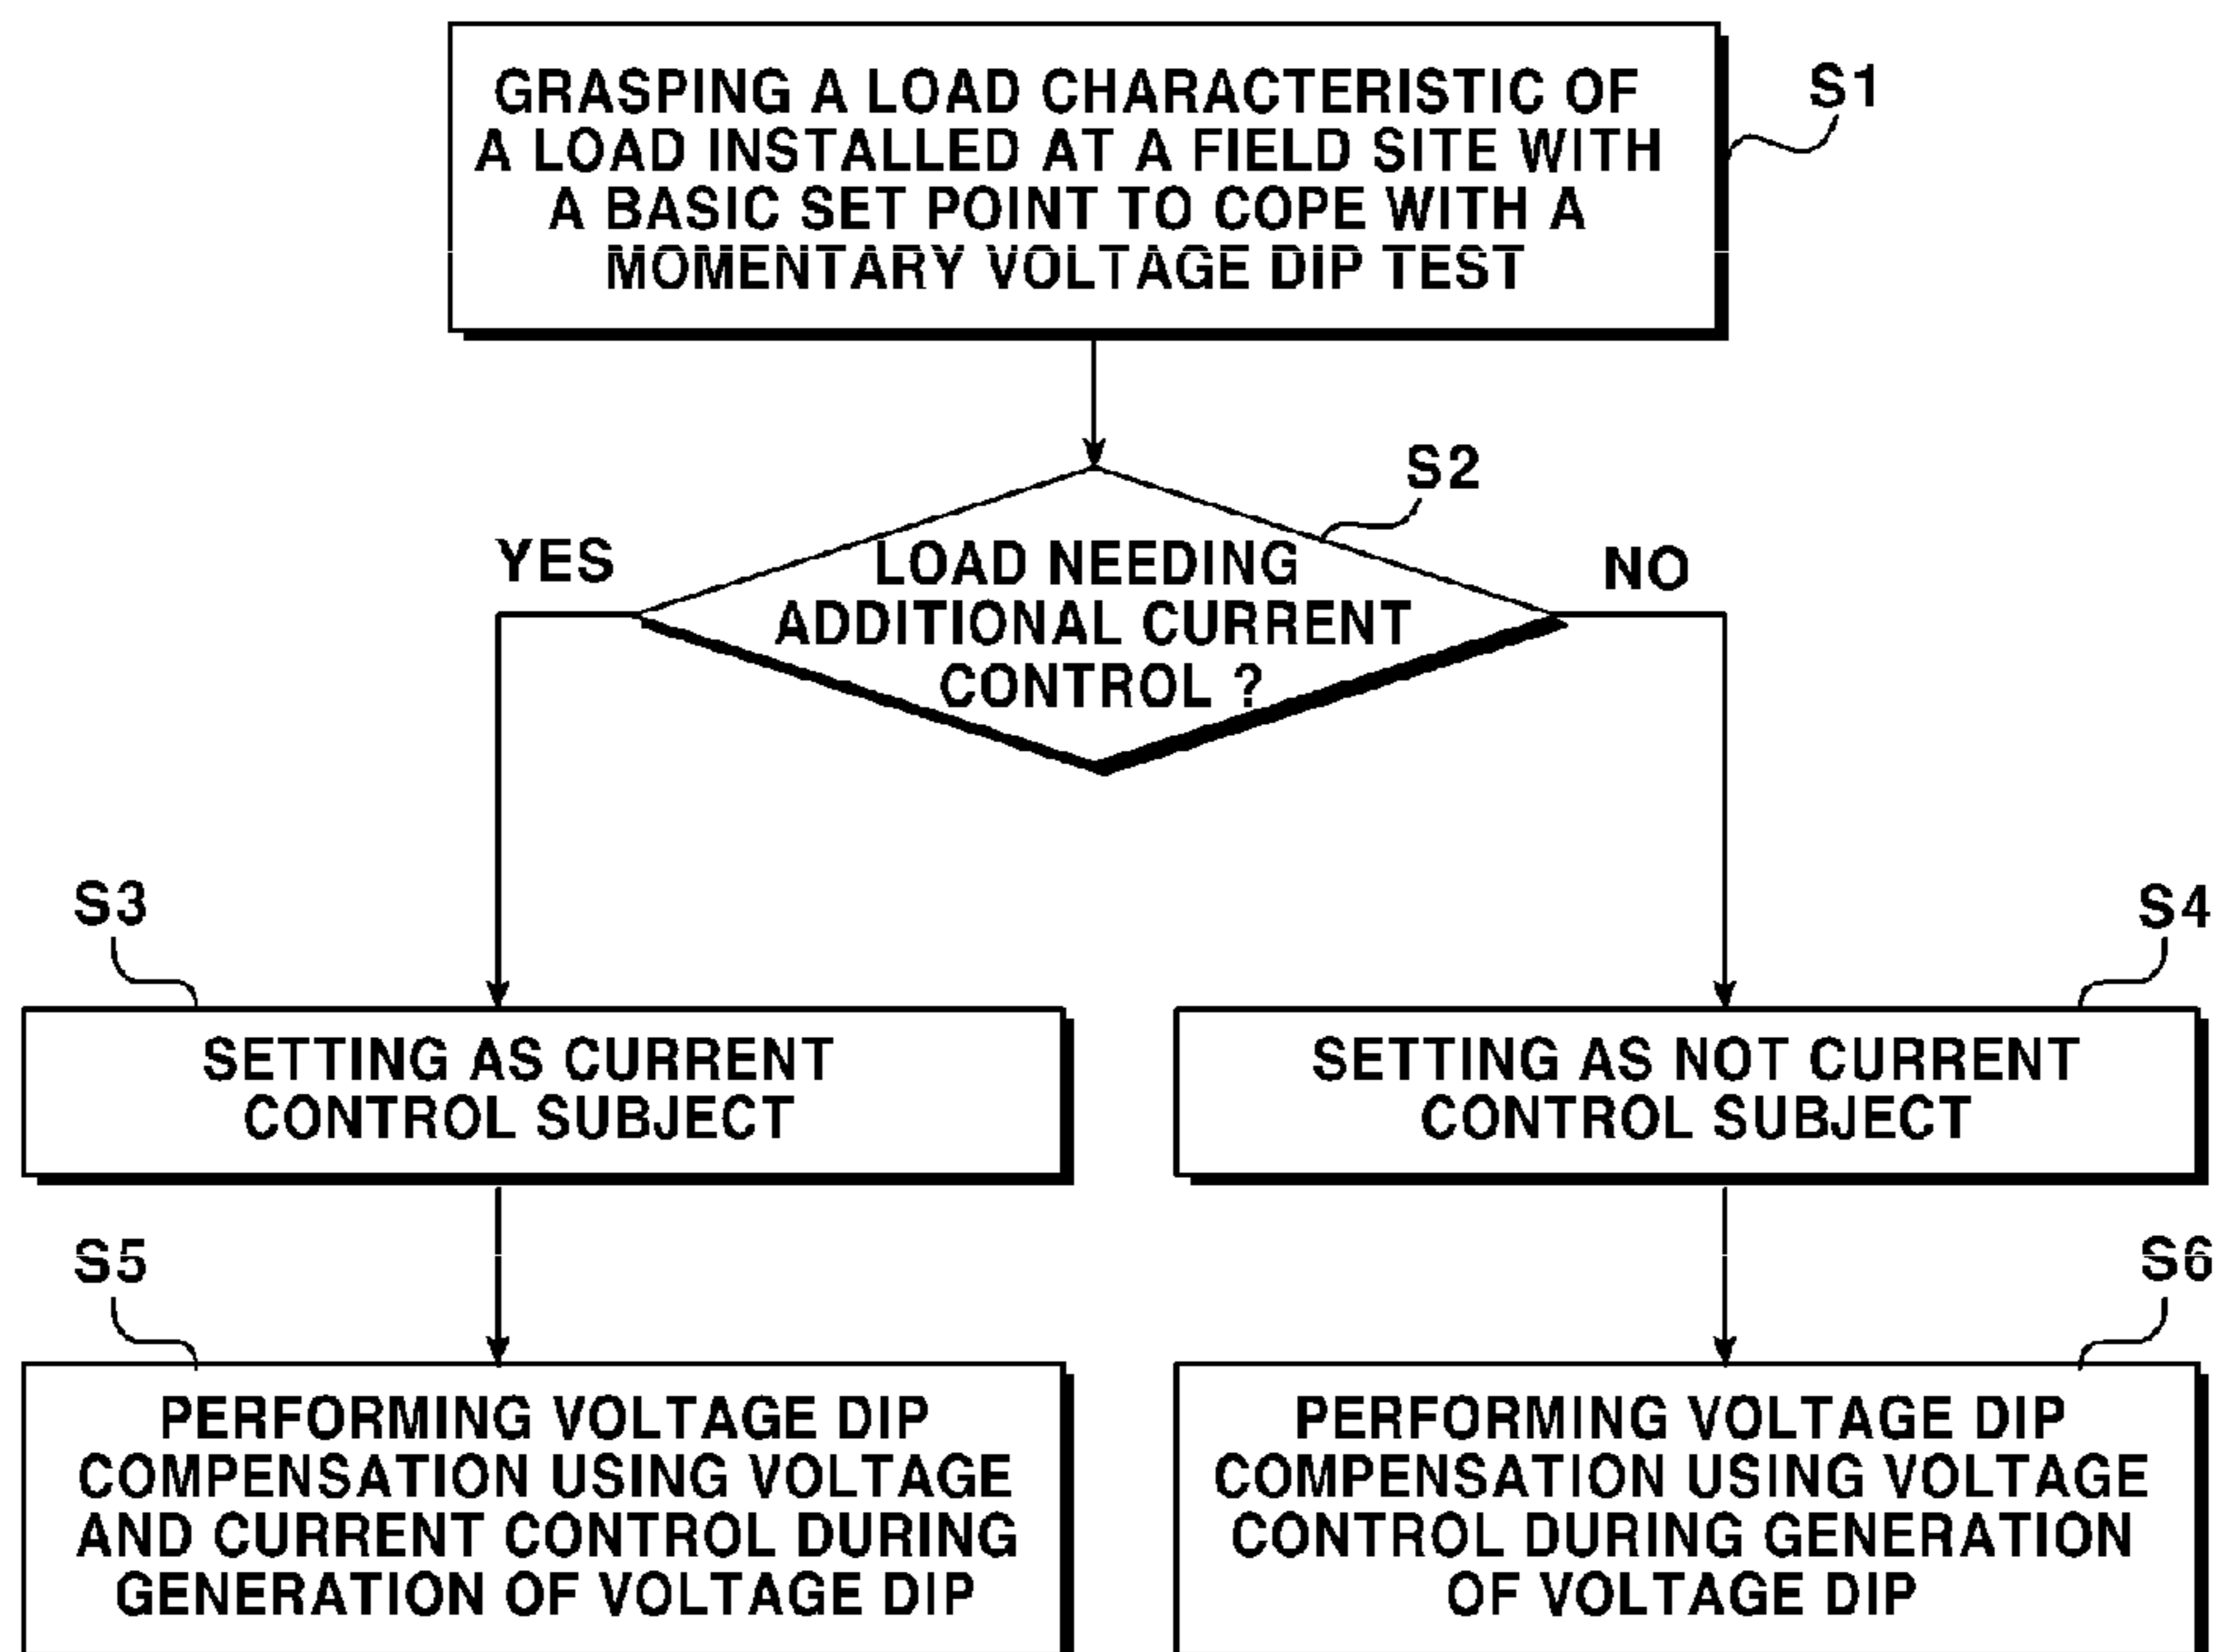 GRASPING A LOAD CHARACTERISTIC OF
A LOAD INSTALLED AT A FIELD SITE WITH
A BASIC SET POINT TO COPE WITH A
MOMENTARY VOLTAGE DIP TEST
S1
S2
YES
LOAD NEEDING
ADDITIONAL CURRENT
CONTROL ?
NO
S3
SETTING AS CURRENT
CONTROL SUBJECT
S4
SETTING AS NOT CURRENT
CONTROL SUBJECT
S5
PERFORMING VOLTAGE DIP
COMPENSATION USING VOLTAGE
AND CURRENT CONTROL DURING
GENERATION OF VOLTAGE DIP
S6
PERFORMING VOLTAGE DIP
COMPENSATION USING VOLTAGE
CONTROL DURING GENERATION
OF VOLTAGE DIP